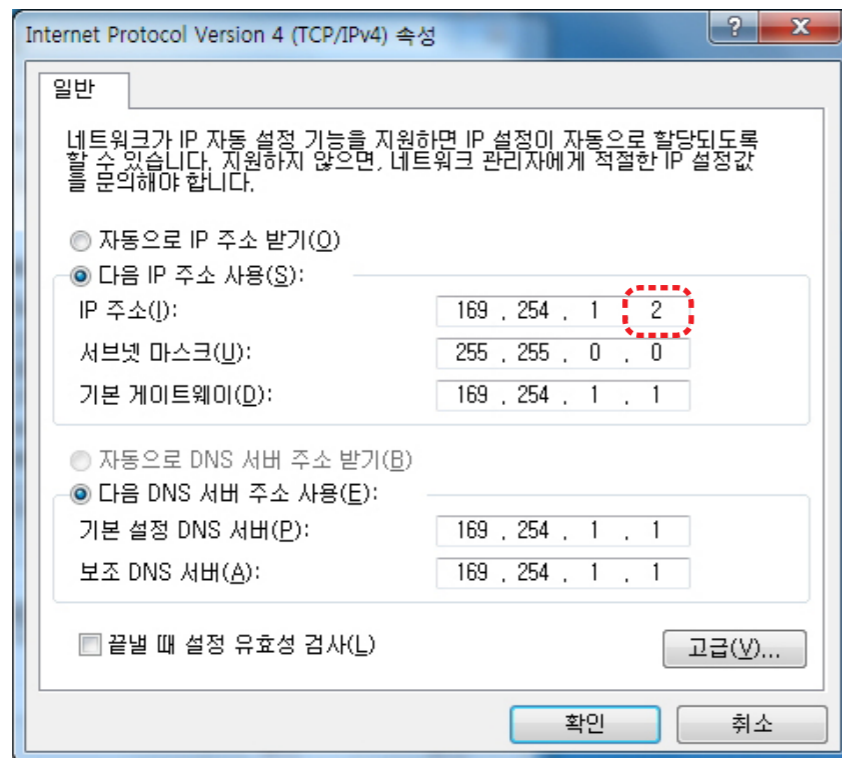 Internet Protocol Version 4 (TCP/IPv4) 속성
일반
네트워크가 IP 자동 설정 기능을 지원하면 IP 설정이 자동으로 할당되도록
할 수 있습니다. 지원하지 않으면, 네트워크 관리자에게 적절한 IP 설정값
을 문의해야 합니다.
자동으로 IP 주소 받기(O)
다음 IP 주소 사용(S):
IP 주소(I): 169 . 254 . 1 . 2
서브넷 마스크(U): 255 . 255 . 0 . 0
기본 게이트웨이(D): 169 . 254 . 1 . 1
자동으로 DNS 서버 주소 받기(B)
다음 DNS 서버 주소 사용(E):
기본 설정 DNS 서버(P): 169 . 254 . 1 . 1
보조 DNS 서버(A): 169 . 254 . 1 . 1
끝낼 때 설정 유효성 검사(L)
고급(V)...
확인 취소